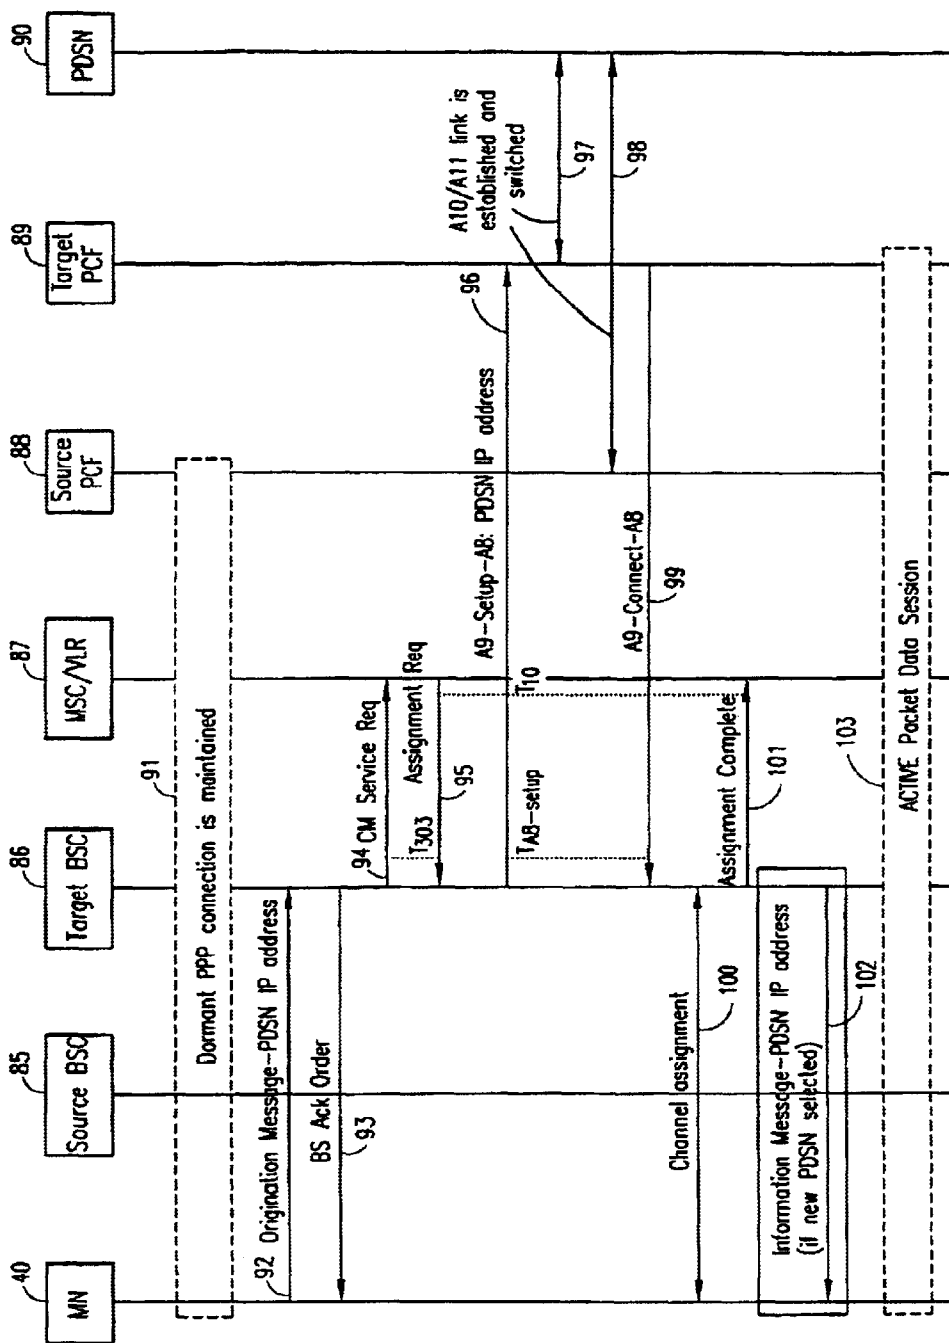 40
MN
85
Source BSC
86
Target BSC
87
MSC/VLR
88
Source
PCF
89
Target
PCF
90
PDSN
91
Dormant PPP connection is maintained
92 Origination Message-PDSN IP address
BS Ack Order
93
94 CM Service Req
T303
Assignment Req
95
A9-Setup-A8: PDSN IP address
96
A10/A11 link is
established and
switched
97
98
TA8-setup
T10
A9-Connect-A8
99
Channel assignment
100
Assignment Complete
101
Information Message-PDSN IP address
(if new PDSN selected)
102
103
ACTIVE Packet Data Session